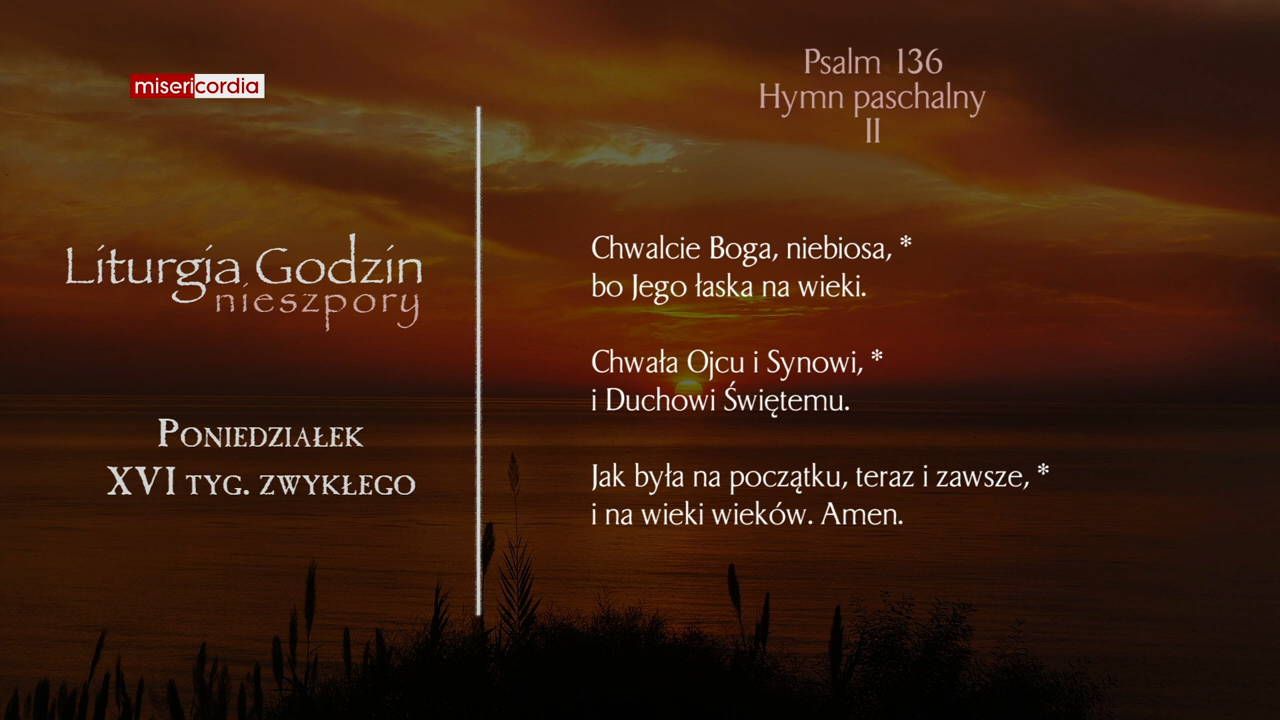 misericordia
Liturgia Godzin
nieszpory
Poniedziałek
XVI tyg. zwykłego
Psalm 136
Hymn paschalny
II
Chwalcie Boga, niebiosa, *
bo Jego łaska na wieki.
Chwała Ojcu i Synowi, *
i Duchowi Świętemu.
Jak była na początku, teraz i zawsze, *
i na wieki wieków. Amen.